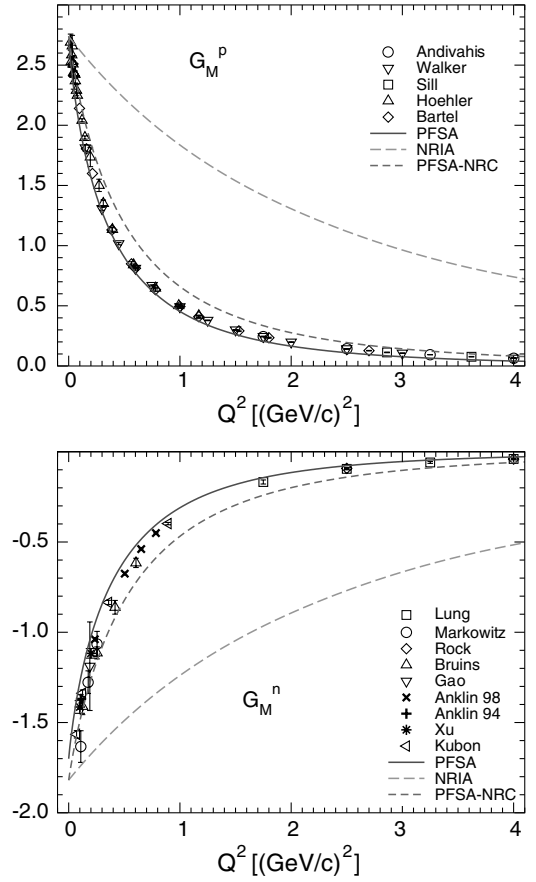 2.5
2.0
1.5
1.0
0.5
0.0
G_M^p
Andivahis
Walker
Sill
Hoehler
Bartel
PFSA
NRIA
PFSA-NRC
0 1 2 3 4
Q^2 [(GeV/c)^2]
-0.5
-1.0
-1.5
-2.0
G_M^n
Lung
Markowitz
Rock
Bruins
Gao
Anklin 98
Anklin 94
Xu
Kubon
PFSA
NRIA
PFSA-NRC
0 1 2 3 4
Q^2 [(GeV/c)^2]